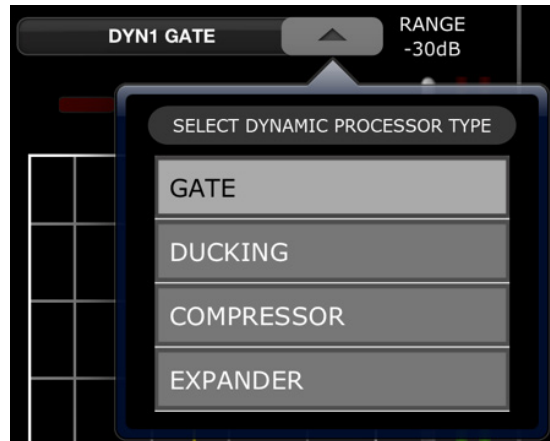 DYN1 GATE
RANGE
-30dB
SELECT DYNAMIC PROCESSOR TYPE
GATE
DUCKING
COMPRESSOR
EXPANDER